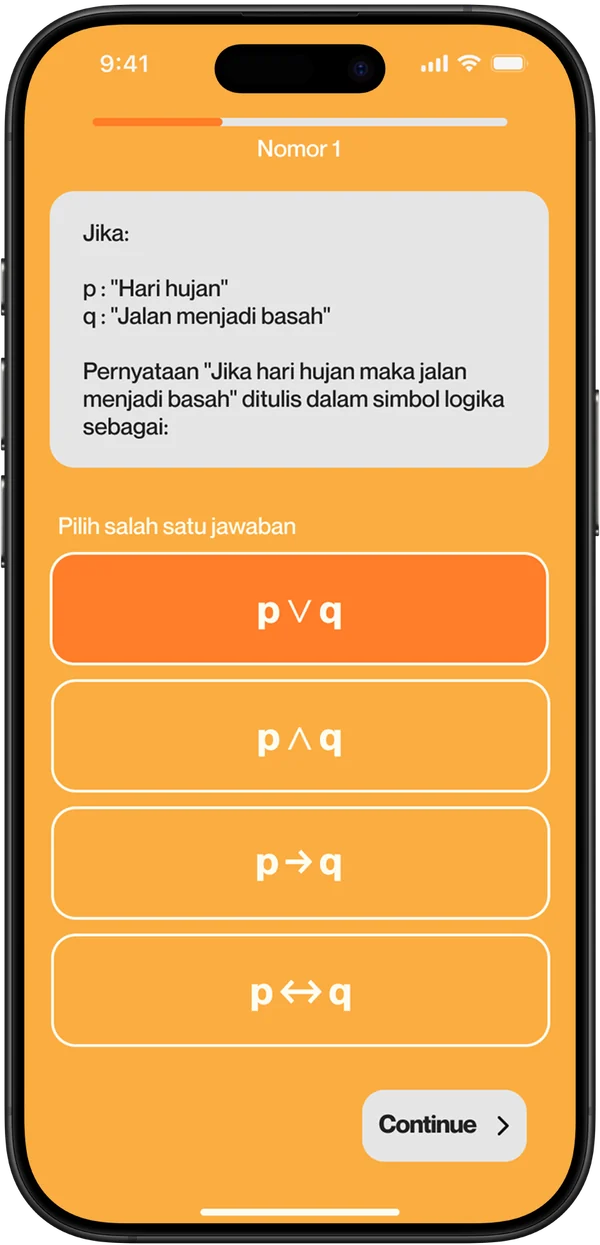 9:41
Nomor 1
Jika:
p : "Hari hujan"
q : "Jalan menjadi basah"
Pernyataan "Jika hari hujan maka jalan
menjadi basah" ditulis dalam simbol logika
sebagai:
Pilih salah satu jawaban
p ∨ q
p ∧ q
p → q
p ↔ q
Continue >